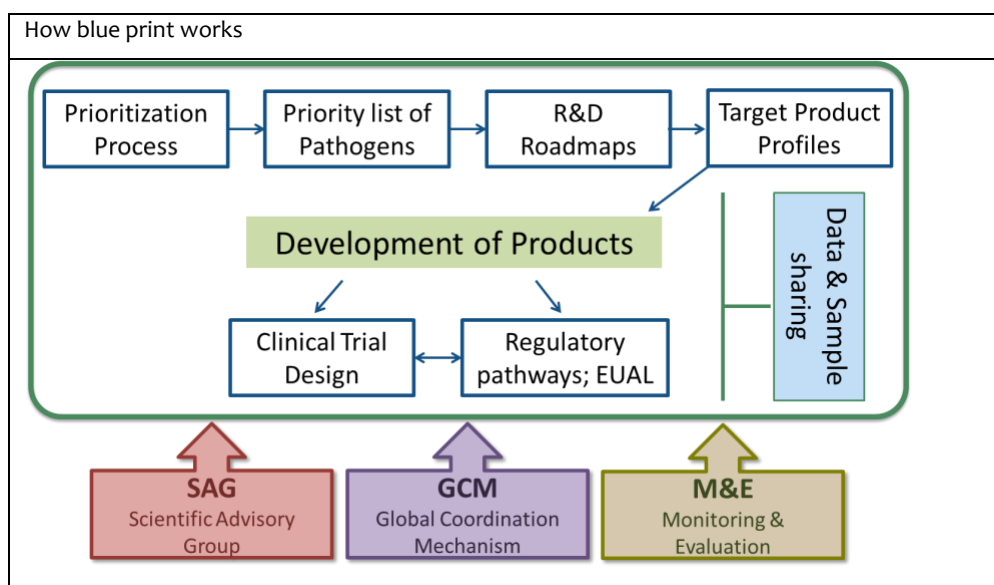 How blue print works
Prioritization
Process
Priority list of
Pathogens
R&D
Roadmaps
Target Product
Profiles
Development of Products
Data & Sample
sharing
Clinical Trial
Design
Regulatory
pathways; EUAL
SAG
Scientific Advisory
Group
GCM
Global Coordination
Mechanism
M&E
Monitoring &
Evaluation